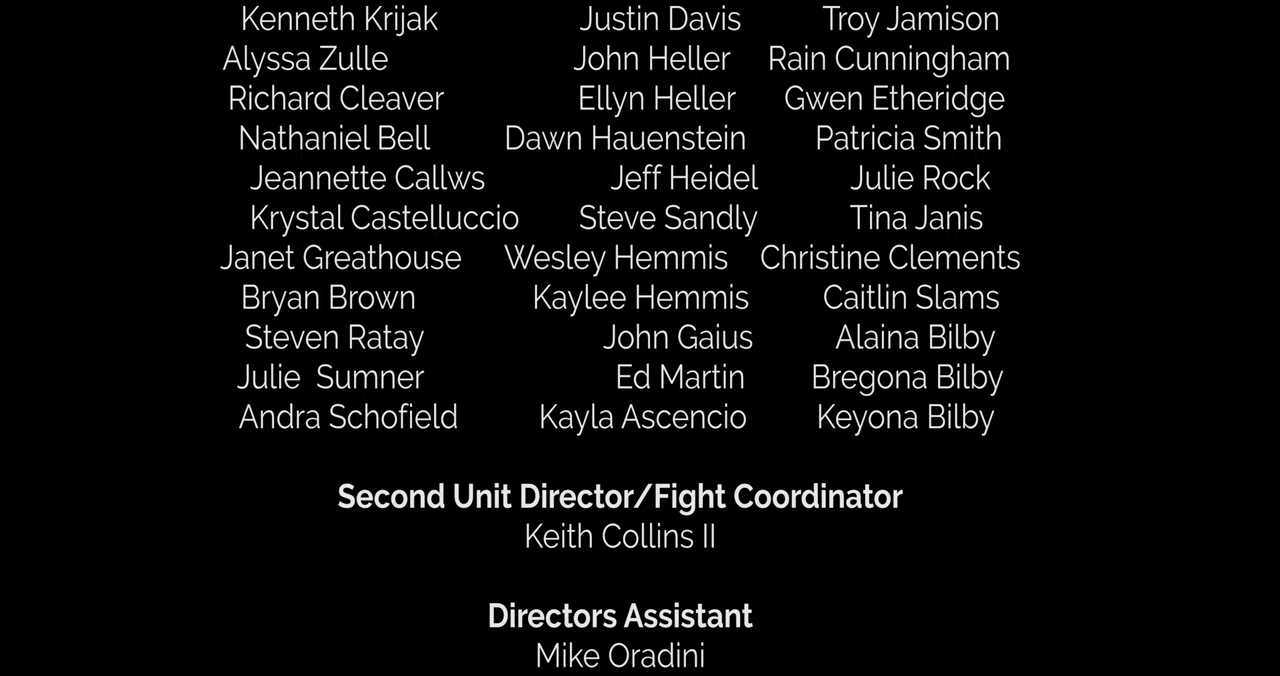 Kenneth Krijak Justin Davis Troy Jamison
Alyssa Zulle John Heller Rain Cunningham
Richard Cleaver Ellyn Heller Gwen Etheridge
Nathaniel Bell Dawn Hauenstein Patricia Smith
Jeannette Callws Jeff Heidel Julie Rock
Krystal Castelluccio Steve Sandly Tina Janis
Janet Greathouse Wesley Hemmis Christine Clements
Bryan Brown Kaylee Hemmis Caitlin Slams
Steven Ratay John Gaius Alaina Bilby
Julie  Sumner Ed Martin Bregona Bilby
Andra Schofield Kayla Ascencio Keyona Bilby
Second Unit Director/Fight Coordinator
Keith Collins II
Directors Assistant
Mike Oradini